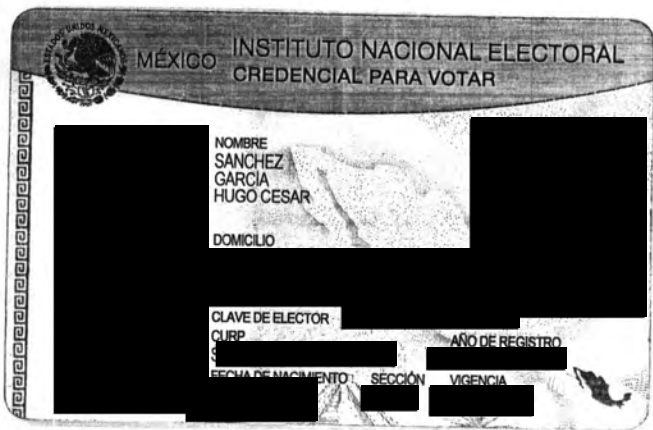 MÉXICO INSTITUTO NACIONAL ELECTORAL
CREDENCIAL PARA VOTAR
NOMBRE
SANCHEZ
GARCIA
HUGO CESAR
DOMICILIO
CLAVE DE ELECTOR
CURP
AÑO DE REGISTRO
S
FECHA DE NACIMIENTO
SECCIÓN
VIGENCIA